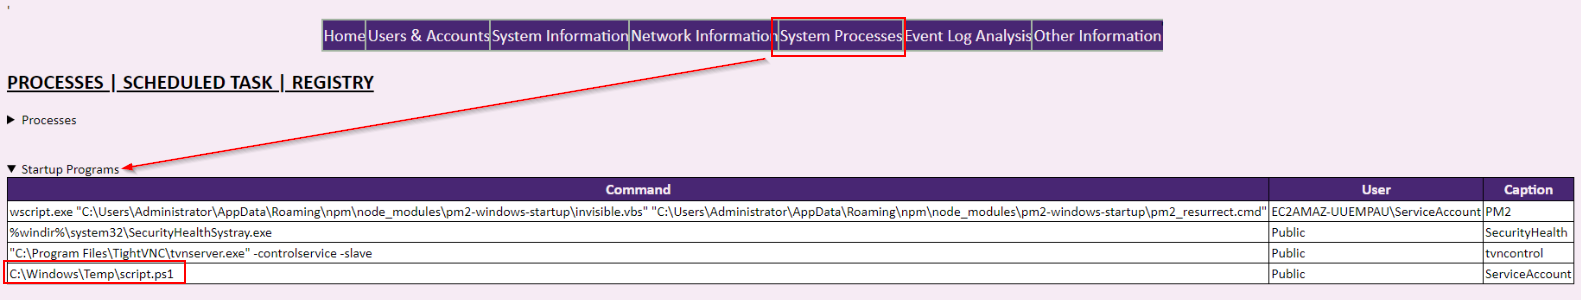 Home Users & Accounts System Information Network Information System Processes Event Log Analysis Other Information
PROCESSES | SCHEDULED TASK | REGISTRY
Processes
Startup Programs
Command User Caption
wscript.exe "C:\Users\Administrator\AppData\Roaming\npm\node_modules\pm2-windows-startup\invisible.vbs" "C:\Users\Administrator\AppData\Roaming\npm\node_modules\pm2-windows-startup\pm2_resurrect.cmd" EC2AMAZ-UUEMPAU\ServiceAccount PM2
%windir%\system32\SecurityHealthSystray.exe Public SecurityHealth
"C:\Program Files\TightVNC\tvnserver.exe" -controlservice -slave Public tvncontrol
C:\Windows\Temp\script.ps1 Public ServiceAccount